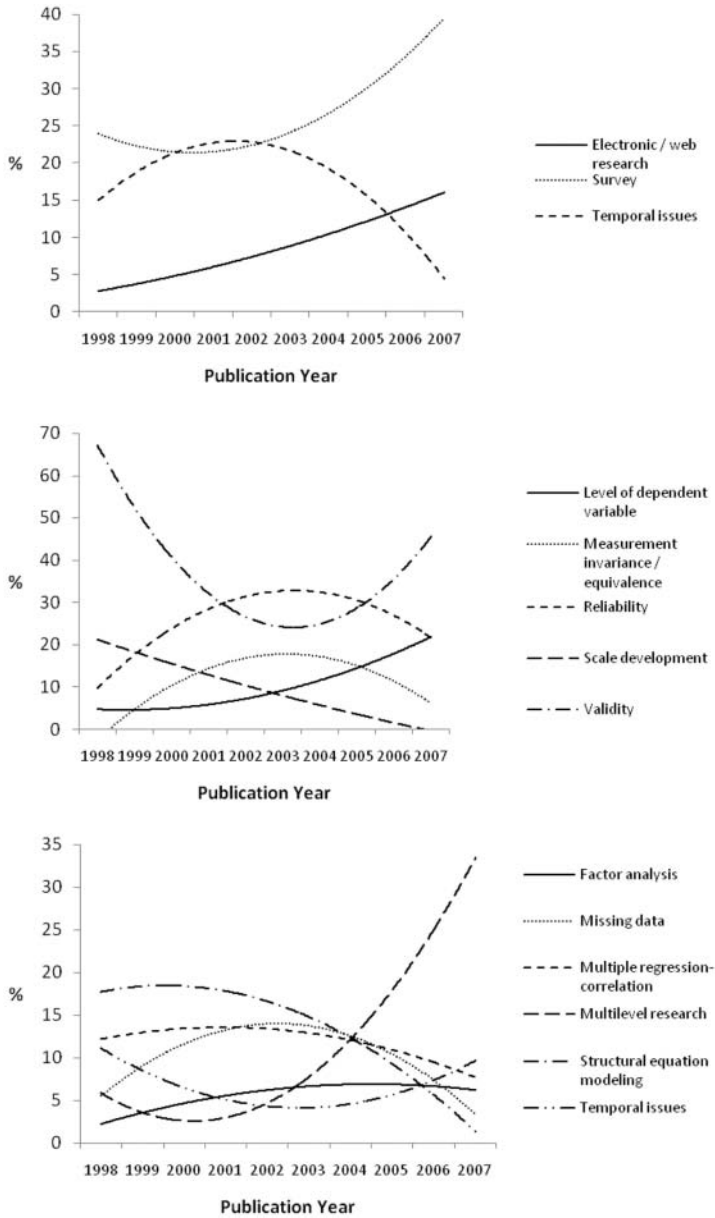 40
35
30
25
%
20
15
10
5
0
1998 1999 2000 2001 2002 2003 2004 2005 2006 2007
Publication Year
Electronic / web
research
Survey
Temporal issues
70
60
50
40
%
30
20
10
0
1998 1999 2000 2001 2002 2003 2004 2005 2006 2007
Publication Year
Level of dependent
variable
Measurement
invariance /
equivalence
Reliability
Scale development
Validity
35
30
25
20
%
15
10
5
0
1998 1999 2000 2001 2002 2003 2004 2005 2006 2007
Publication Year
Factor analysis
Missing data
Multiple regression-
correlation
Multilevel research
Structural equation
modeling
Temporal issues